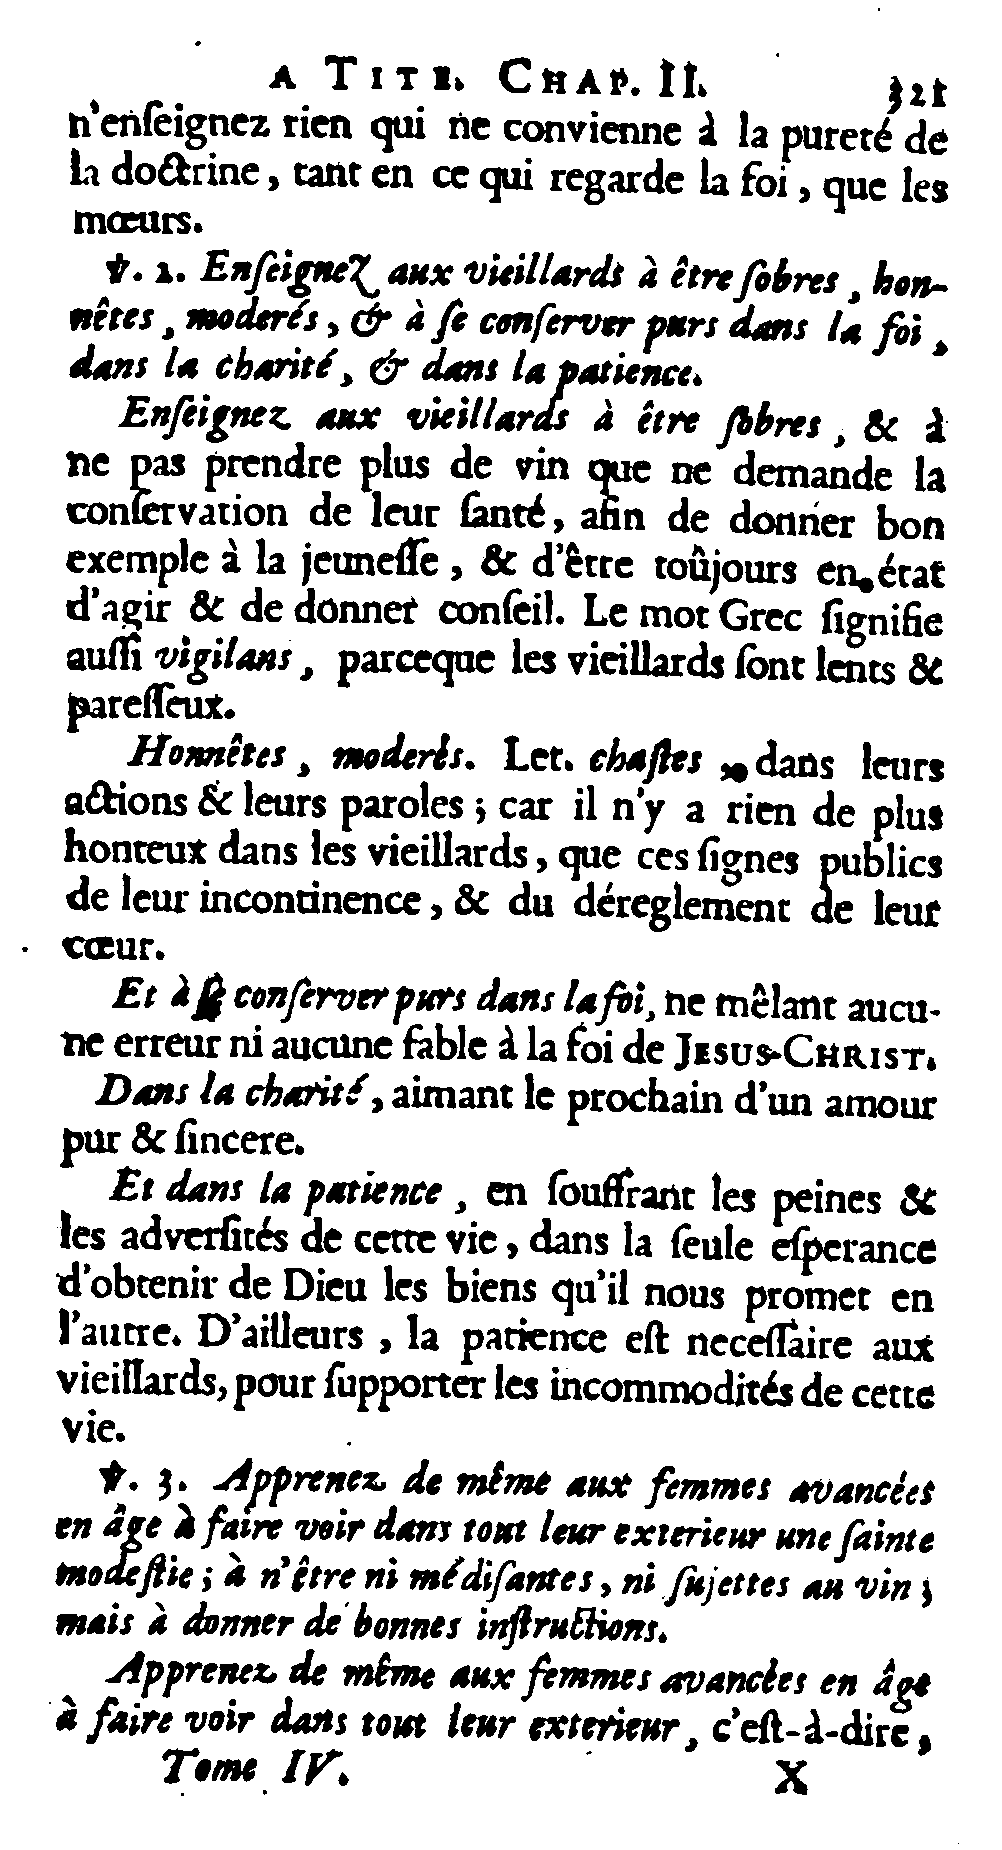 A TITE. CHAP. II. 321
n'enſeignez rien qui ne convienne à la pureté de
la doctrine, tant en ce qui regarde la foi, que les
mœurs.
℣. 2. Enſeignez aux vieillards à être ſobres, hon-
nêtes, moderés, & à ſe conſerver purs dans la foi,
dans la charité, & dans la patience.
Enſeignez aux vieillards à être ſobres, & à
ne pas prendre plus de vin que ne demande la
conſervation de leur ſanté, afin de donner bon
exemple à la jeuneſſe, & d'être toûjours en état
d'agir & de donner conſeil. Le mot Grec ſignifie
auſſi vigilans, parceque les vieillards ſont lents &
pareſſeux.
Honnêtes, moderés. Let. chaſtes, dans leurs
actions & leurs paroles; car il n'y a rien de plus
honteux dans les vieillards, que ces ſignes publics
de leur incontinence, & du déreglement de leur
cœur.
Et à ſe conſerver purs dans la foi, ne mêlant aucu-
ne erreur ni aucune fable à la foi de JESUS-CHRIST.
Dans la charité, aimant le prochain d'un amour
pur & ſincere.
Et dans la patience, en ſouffrant les peines &
les adverſités de cette vie, dans la ſeule eſperance
d'obtenir de Dieu les biens qu'il nous promet en
l'autre. D'ailleurs, la patience eſt neceſſaire aux
vieillards, pour ſupporter les incommodités de cette
vie.
℣. 3. Apprenez de même aux femmes avancées
en âge à faire voir dans tout leur exterieur une ſainte
modeſtie; à n'être ni médiſantes, ni ſujettes au vin;
mais à donner de bonnes inſtructions.
Apprenez de même aux femmes avancées en âge
à faire voir dans tout leur exterieur, c'eſt-à-dire,
Tome IV. X